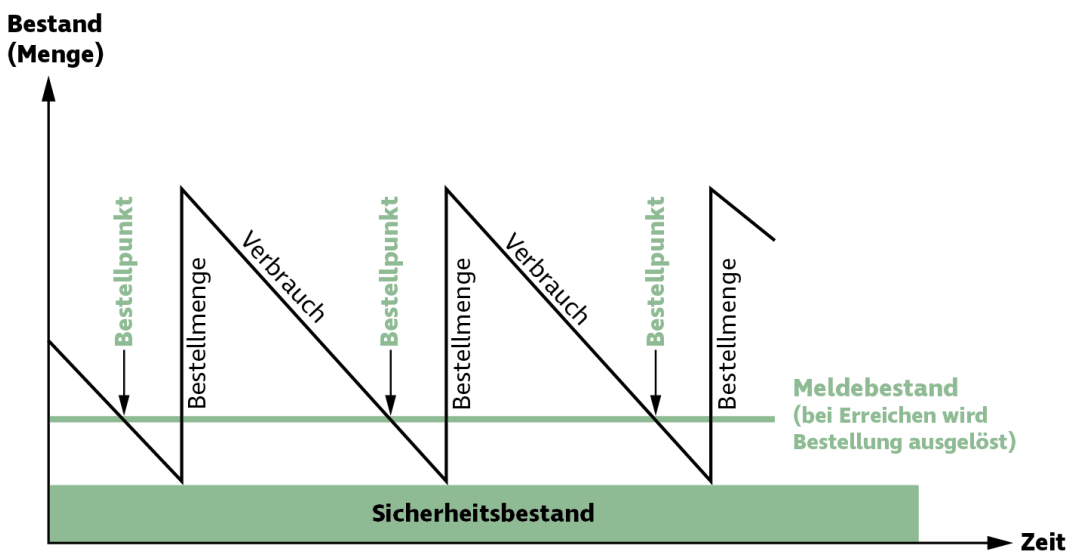 Bestand
(Menge)
Bestellpunkt
Verbrauch
Bestellmenge
Bestellpunkt
Verbrauch
Bestellmenge
Bestellpunkt
Bestellmenge
Meldebestand
(bei Erreichen wird
Bestellung ausgelöst)
Sicherheitsbestand
Zeit